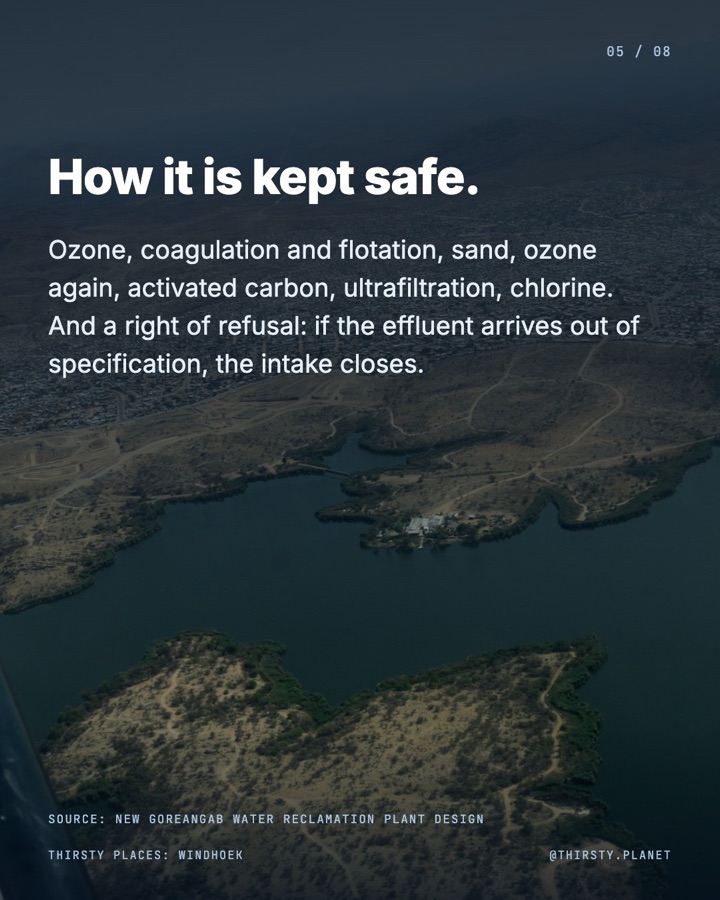 05 / 08
How it is kept safe.
Ozone, coagulation and flotation, sand, ozone
again, activated carbon, ultrafiltration, chlorine.
And a right of refusal: if the effluent arrives out of
specification, the intake closes.
SOURCE: NEW GOREANGAB WATER RECLAMATION PLANT DESIGN
THIRSTY PLACES: WINDHOEK
@THIRSTY.PLANET